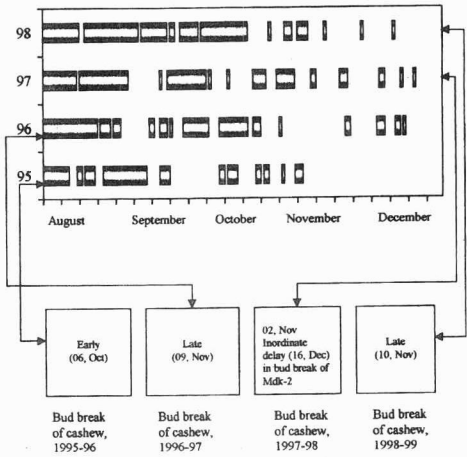 98
97
96
95
August September October November December
Early
(06, Oct)
Late
(09, Nov)
02, Nov
Inordinate
delay (16, Dec)
in bud break of
Mdk-2
Late
(10, Nov)
Bud break
of cashew,
1995-96
Bud break
of cashew,
1996-97
Bud break
of cashew,
1997-98
Bud break
of cashew,
1998-99